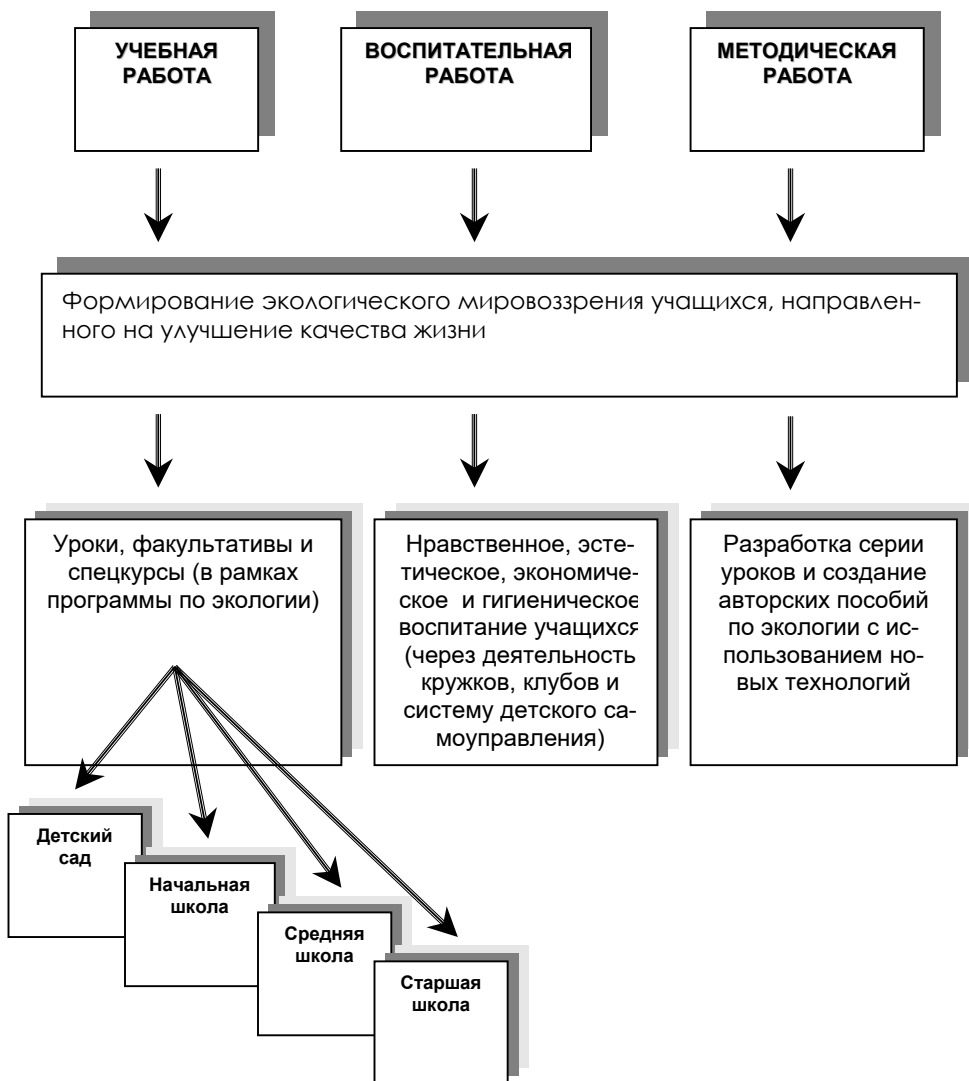 УЧЕБНАЯ
РАБОТА
ВОСПИТАТЕЛЬНАЯ
РАБОТА
МЕТОДИЧЕСКАЯ
РАБОТА
Формирование экологического мировоззрения учащихся, направлен-
ного на улучшение качества жизни
Уроки, факультативы и
спецкурсы (в рамках
программы по экологии)
Нравственное, эсте-
тическое, экономиче-
ское и гигиеническое
воспитание учащихся
(через деятельность
кружков, клубов и
систему детского са-
моуправления)
Разработка серии
уроков и создание
авторских пособий
по экологии с ис-
пользованием но-
вых технологий
Детский
сад
Начальная
школа
Средняя
школа
Старшая
школа